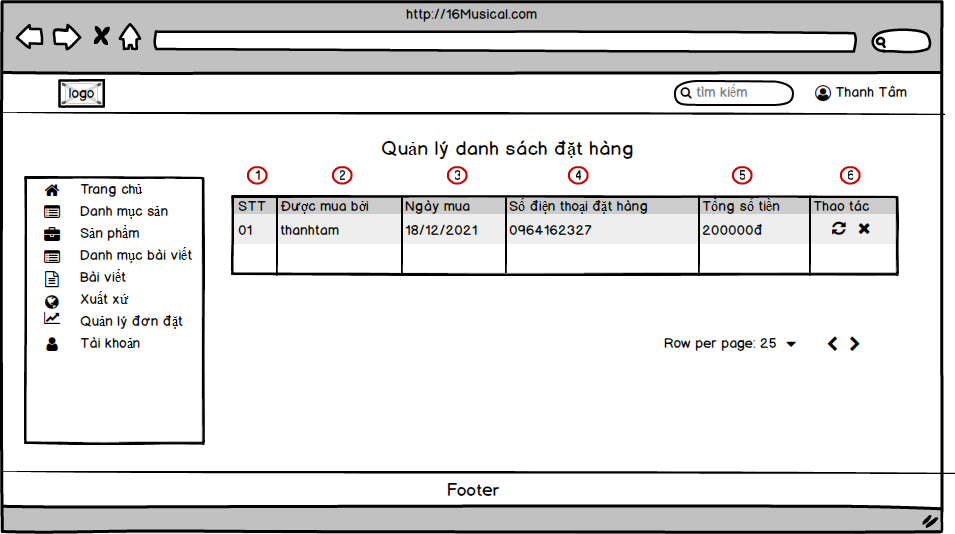 http://16Musical.com
logo
tìm kiếm
Thanh Tâm
Quản lý danh sách đặt hàng
1 2 3 4 5 6
STT Được mua bởi Ngày mua Số điện thoại đặt hàng Tổng số tiền Thao tác
01 thanhtam 18/12/2021 0964162327 200000đ
Trang chủ
Danh mục sản
Sản phẩm
Danh mục bài viết
Bài viết
Xuất xứ
Quản lý đơn đặt
Tài khoản
Row per page: 25
Footer